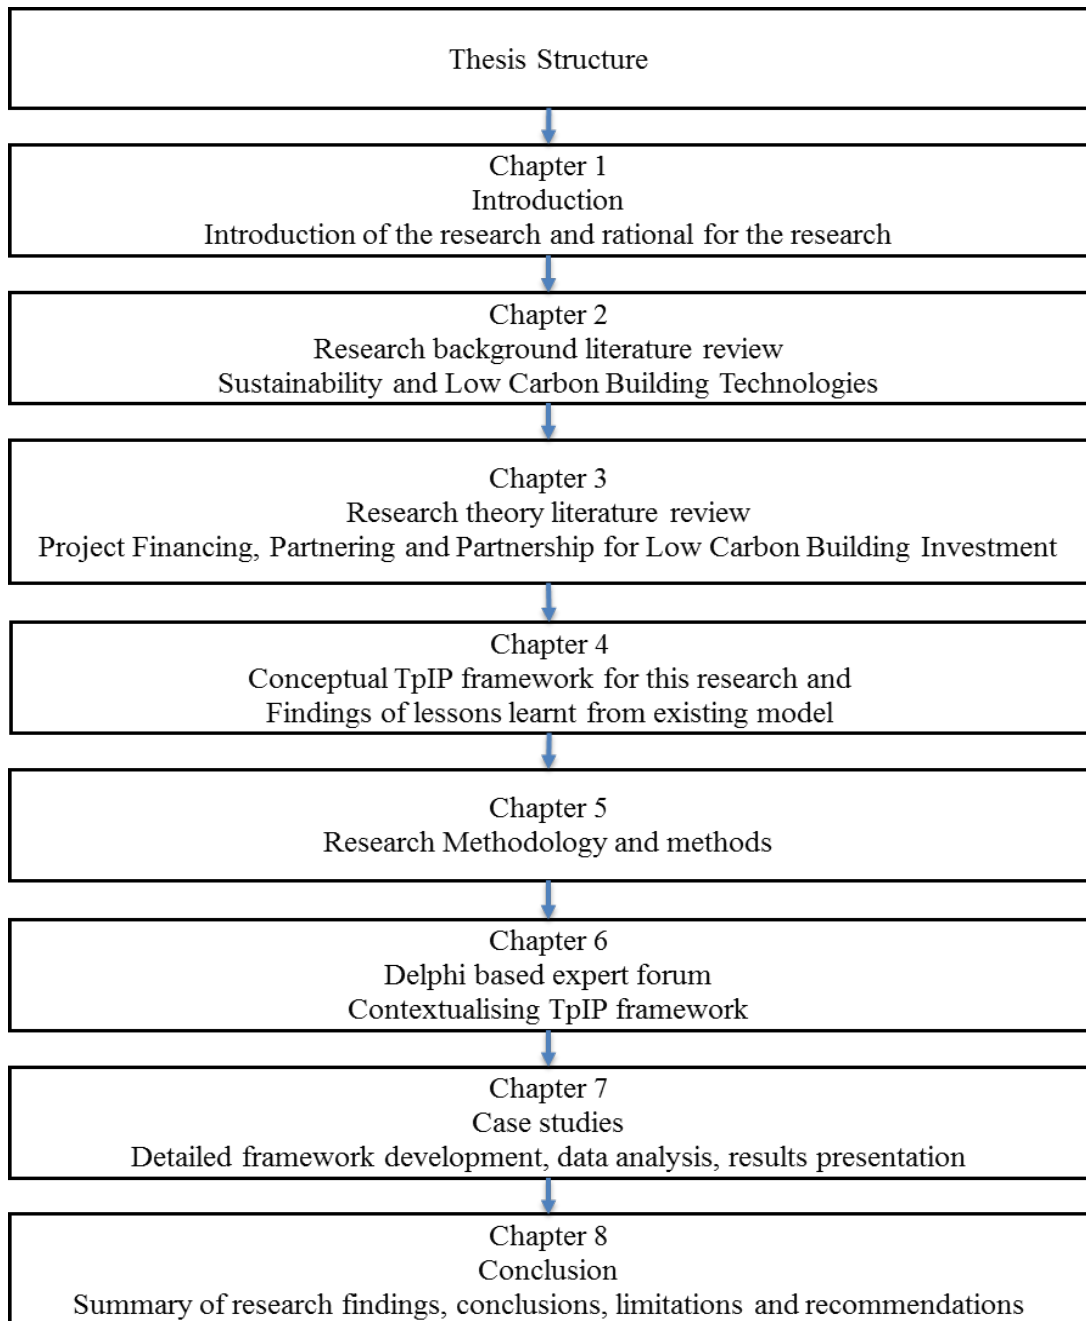 Thesis Structure
Chapter 1
Introduction
Introduction of the research and rational for the research
Chapter 2
Research background literature review
Sustainability and Low Carbon Building Technologies
Chapter 3
Research theory literature review
Project Financing, Partnering and Partnership for Low Carbon Building Investment
Chapter 4
Conceptual TpIP framework for this research and
Findings of lessons learnt from existing model
Chapter 5
Research Methodology and methods
Chapter 6
Delphi based expert forum
Contextualising TpIP framework
Chapter 7
Case studies
Detailed framework development, data analysis, results presentation
Chapter 8
Conclusion
Summary of research findings, conclusions, limitations and recommendations